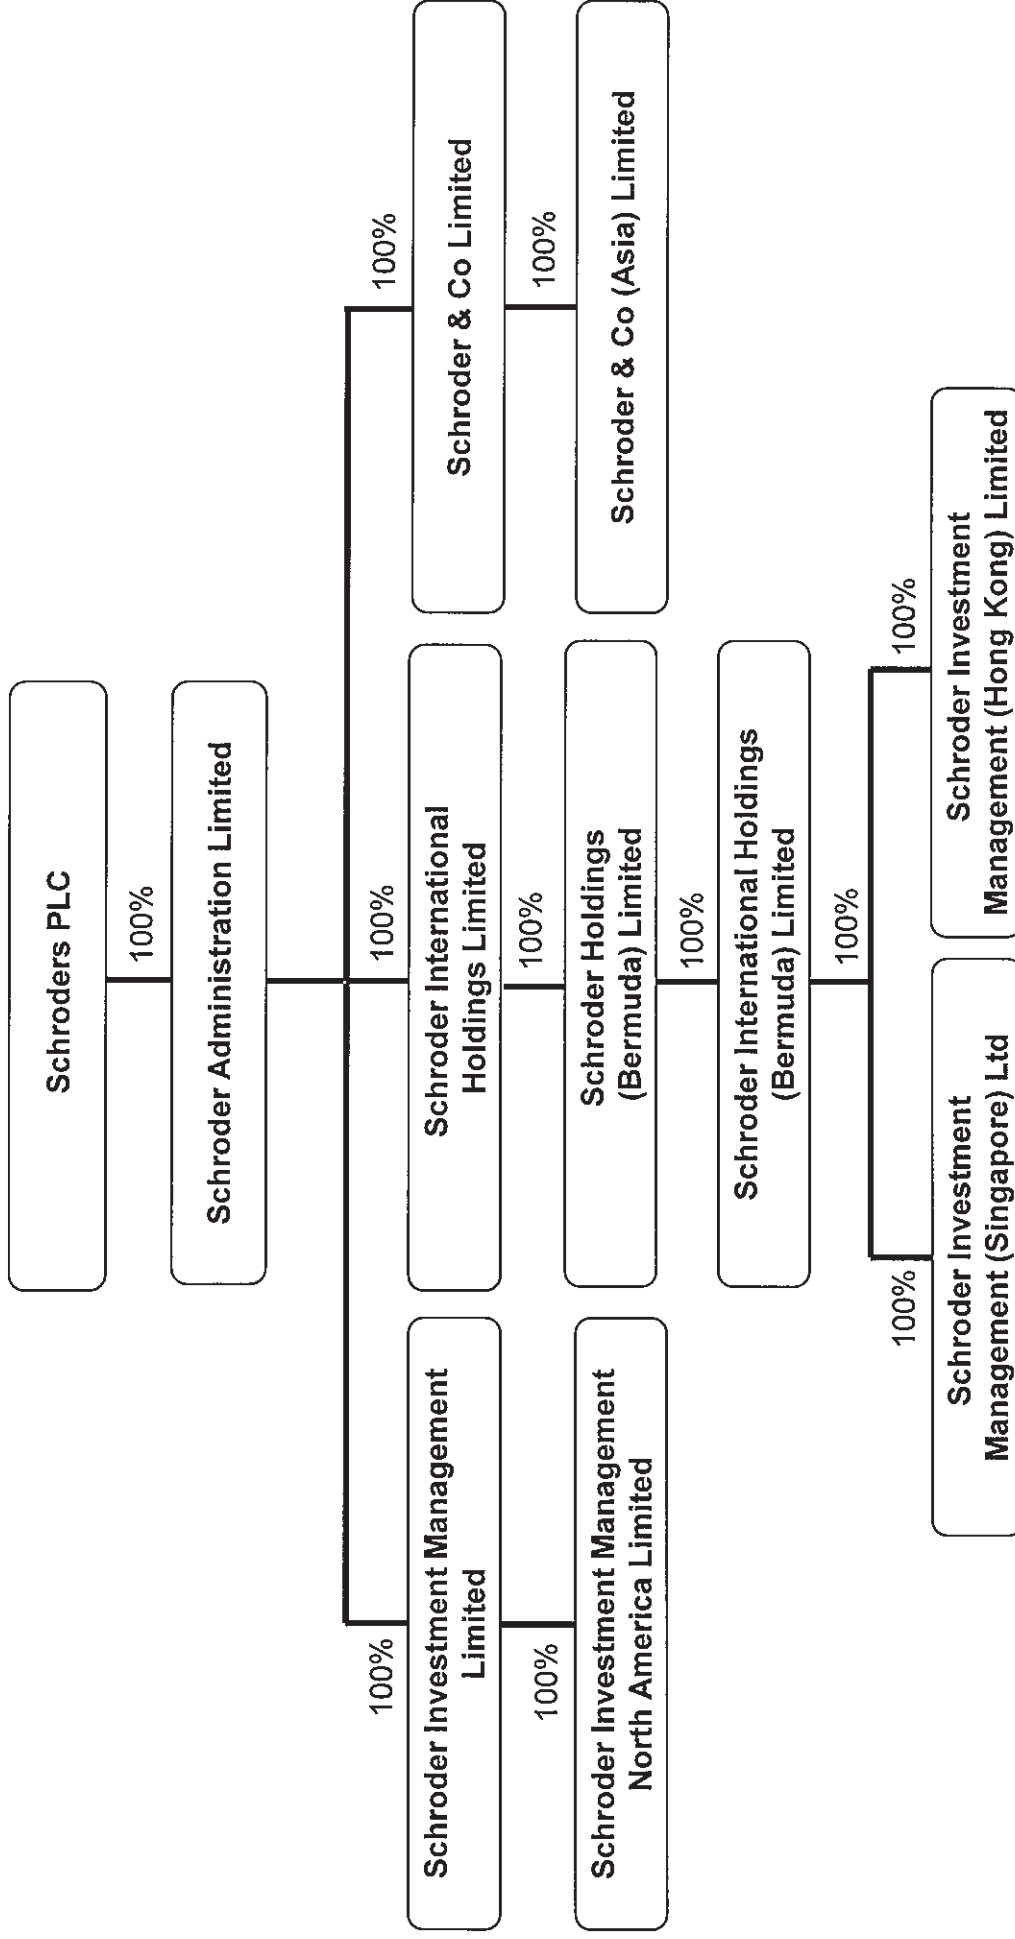 Schroders PLC
100%
Schroder Administration Limited
100%
Schroder Investment Management
Limited
100%
Schroder Investment Management
North America Limited
100%
Schroder International
Holdings Limited
100%
Schroder Holdings
(Bermuda) Limited
100%
Schroder International Holdings
(Bermuda) Limited
100%
100%
Schroder & Co Limited
100%
Schroder & Co (Asia) Limited
100%
100%
Schroder Investment
Management (Singapore) Ltd
100%
Schroder Investment
Management (Hong Kong) Limited